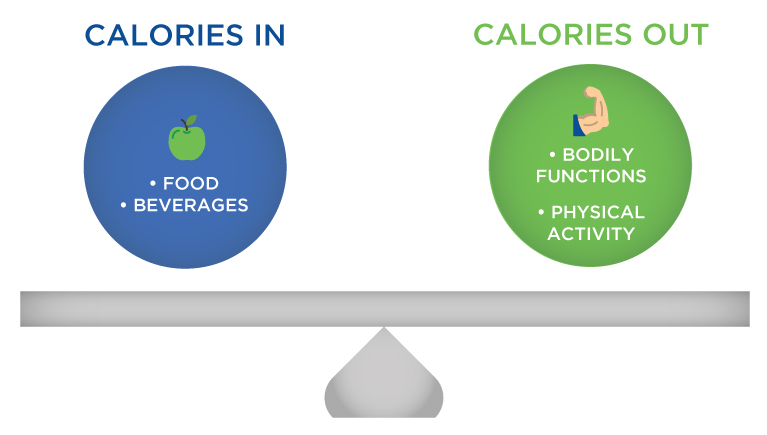 CALORIES IN
• FOOD
• BEVERAGES
CALORIES OUT
• BODILY
FUNCTIONS
• PHYSICAL
ACTIVITY